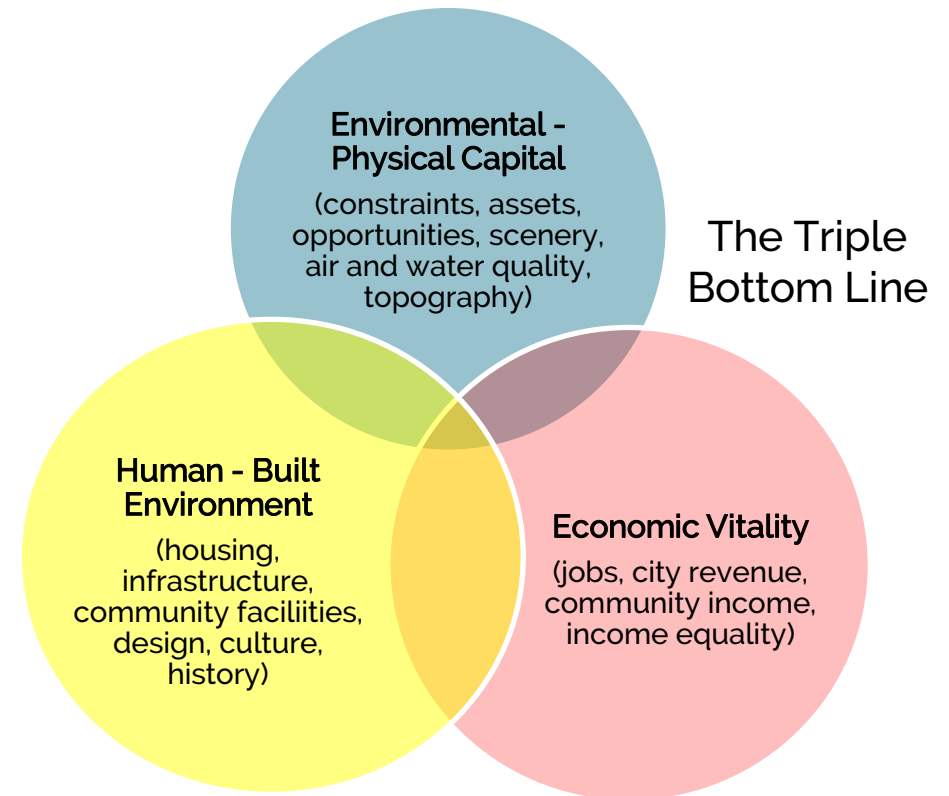 Environmental -
Physical Capital
(constraints, assets,
opportunities, scenery,
air and water quality,
topography)
The Triple
Bottom Line
Human - Built
Environment
(housing,
infrastructure,
community faciliities,
design, culture,
history)
Economic Vitality
(jobs, city revenue,
community income,
income equality)